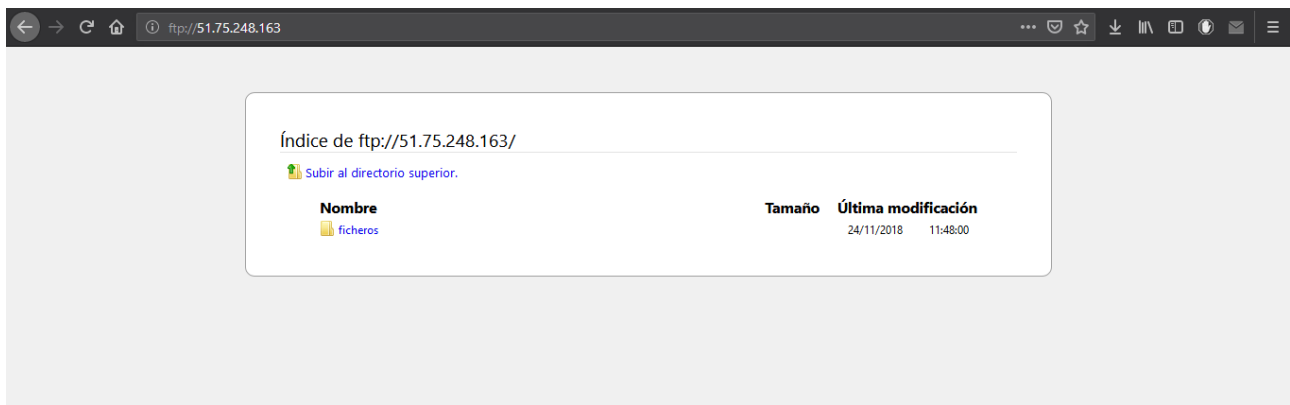 ftp://51.75.248.163
Índice de ftp://51.75.248.163/
Subir al directorio superior.
Nombre Tamaño Última modificación
ficheros 24/11/2018 11:48:00